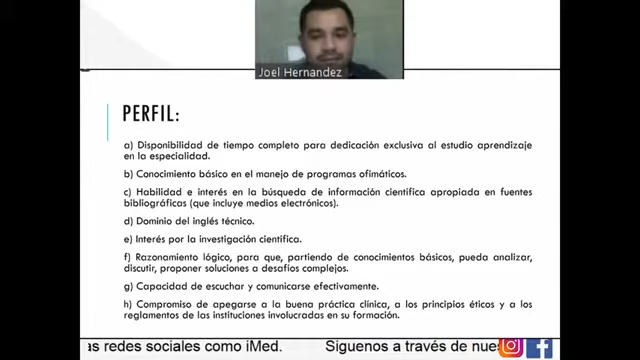 Joel Hernandez
PERFIL:
a) Disponibilidad de tiempo completo para dedicación exclusiva al estudio aprendizaje
en la especialidad.
b) Conocimiento básico en el manejo de programas ofimáticos.
c) Habilidad e interés en la búsqueda de información científica apropiada en fuentes
bibliográficas (que incluye medios electrónicos).
d) Dominio del inglés técnico.
e) Interés por la investigación científica.
f) Razonamiento lógico, para que, partiendo de conocimientos básicos, pueda analizar,
discutir, proponer soluciones a desafíos complejos.
g) Capacidad de escuchar y comunicarse efectivamente.
h) Compromiso de apegarse a la buena práctica clínica, a los principios éticos y a los
reglamentos de las instituciones involucradas en su formación.
as redes sociales como iMed. Siguenos a través de nues